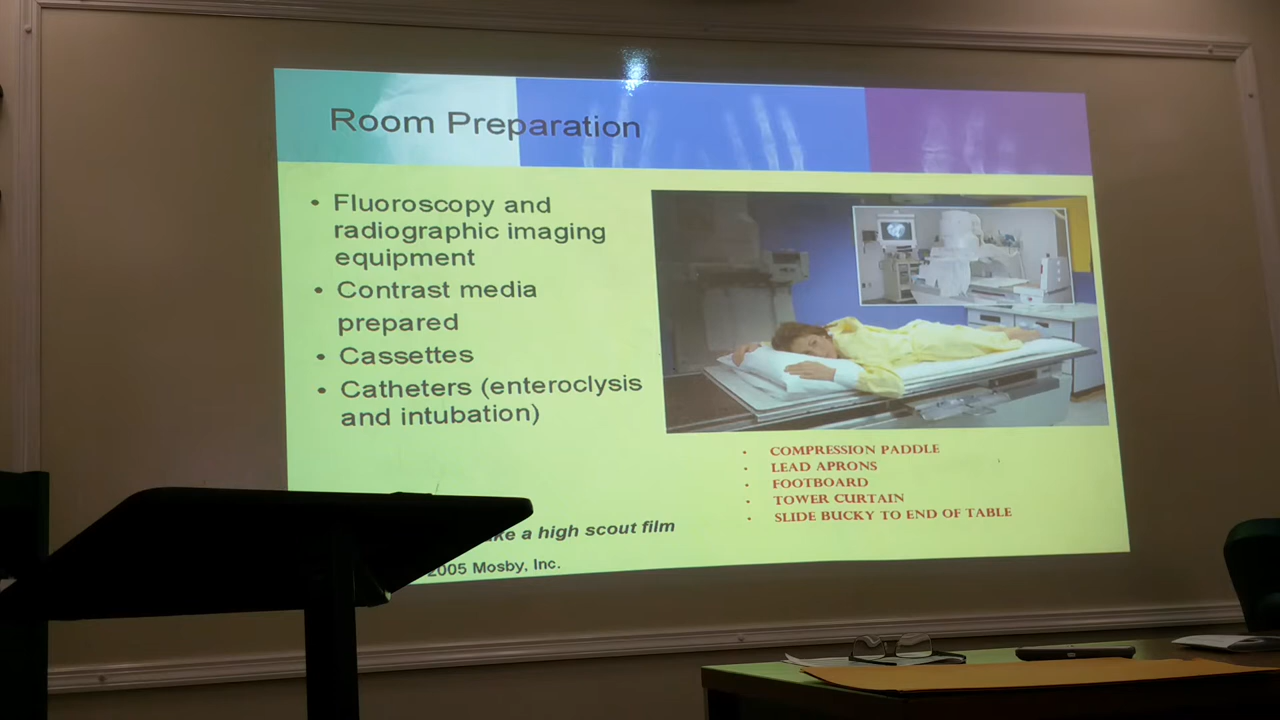 Room Preparation
• Fluoroscopy and
radiographic imaging
equipment
• Contrast media
prepared
• Cassettes
• Catheters (enteroclysis
and intubation)
• COMPRESSION PADDLE
• LEAD APRONS
• FOOTBOARD
• TOWER CURTAIN
• SLIDE BUCKY TO END OF TABLE
a high scout film
2005 Mosby, Inc.